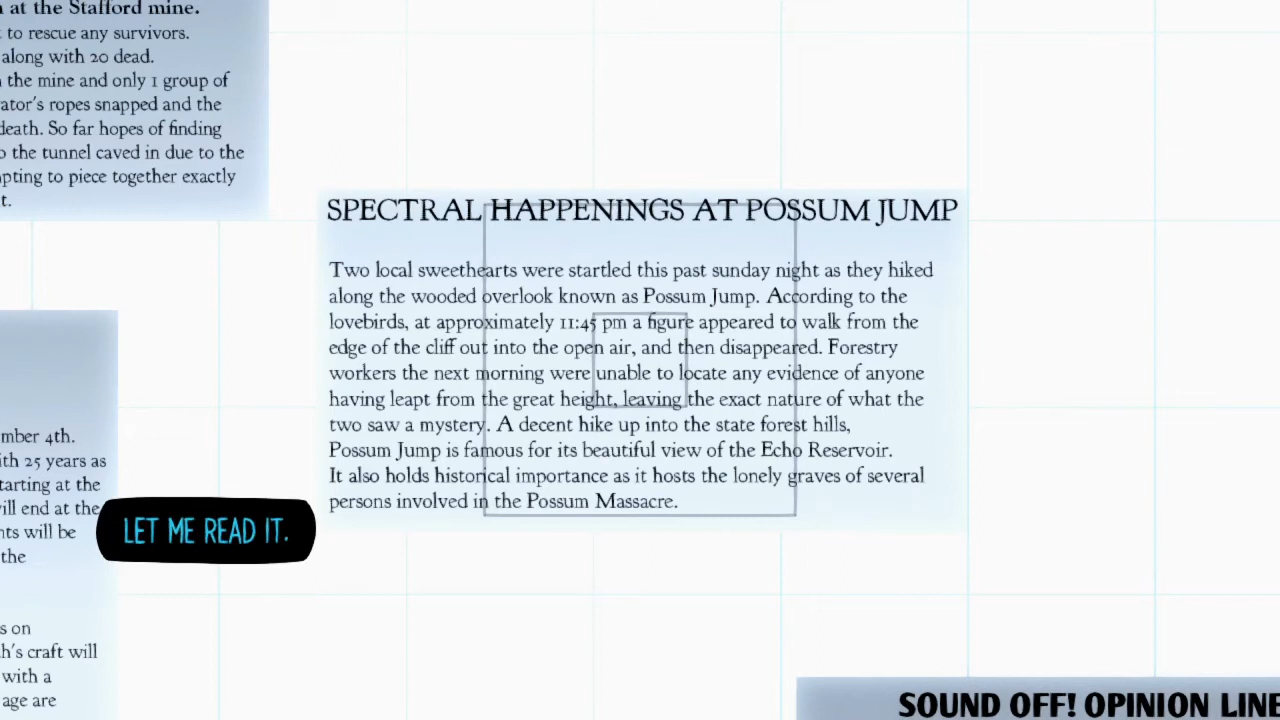 at the Stafford mine.
to rescue any survivors.
along with 20 dead.
the mine and only 1 group of
ator's ropes snapped and the
death. So far hopes of finding
the tunnel caved in due to the
pting to piece together exactly
t.
SPECTRAL HAPPENINGS AT POSSUM JUMP
Two local sweethearts were startled this past sunday night as they hiked
along the wooded overlook known as Possum Jump. According to the
lovebirds, at approximately 11:45 pm a figure appeared to walk from the
edge of the cliff out into the open air, and then disappeared. Forestry
workers the next morning were unable to locate any evidence of anyone
having leapt from the great height, leaving the exact nature of what the
two saw a mystery. A decent hike up into the state forest hills,
Possum Jump is famous for its beautiful view of the Echo Reservoir.
It also holds historical importance as it hosts the lonely graves of several
persons involved in the Possum Massacre.
mber 4th.
ith 25 years as
tarting at the
ill end at the
nts will be
the
s on
h's craft will
with a
age are
LET ME READ IT.
SOUND OFF! OPINION LINE